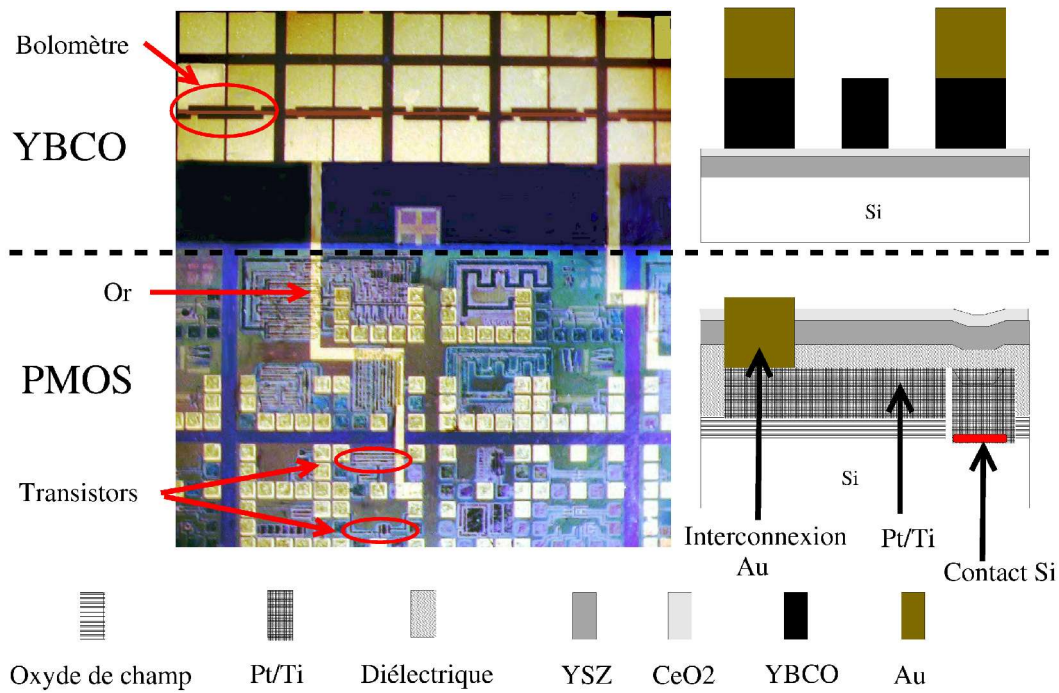 Bolomètre
YBCO
Si
Or
PMOS
Transistors
Si
Interconnexion
Au
Pt/Ti
Contact Si
Oxyde de champ
Pt/Ti
Diélectrique
YSZ
CeO2
YBCO
Au